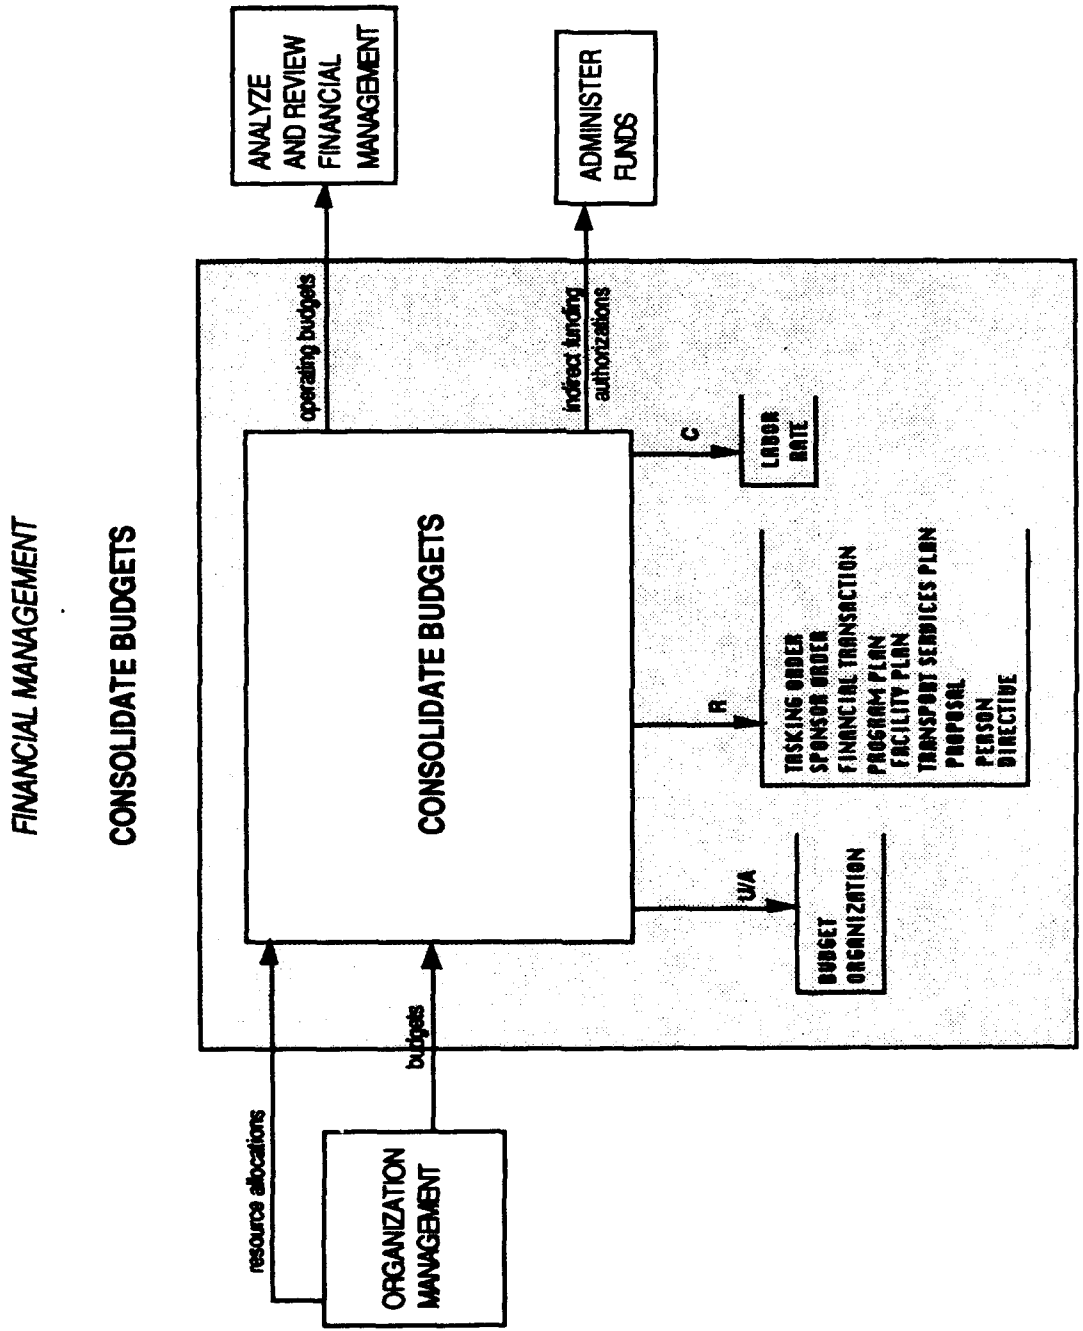 FINANCIAL MANAGEMENT
CONSOLIDATE BUDGETS
resource allocations
ORGANIZATION
MANAGEMENT
budgets
CONSOLIDATE BUDGETS
operating budgets
ANALYZE
AND REVIEW
FINANCIAL
MANAGEMENT
indirect funding
authorizations
ADMINISTER
FUNDS
U/A
BUDGET
ORGANIZATION
R
TASKING ORDER
SPONSOR ORDER
FINANCIAL TRANSACTION
PROGRAM PLAN
FACILITY PLAN
TRANSPORT SERVICES PLAN
PROPOSAL
PERSON
DIRECTIVE
C
LABOR
RATE